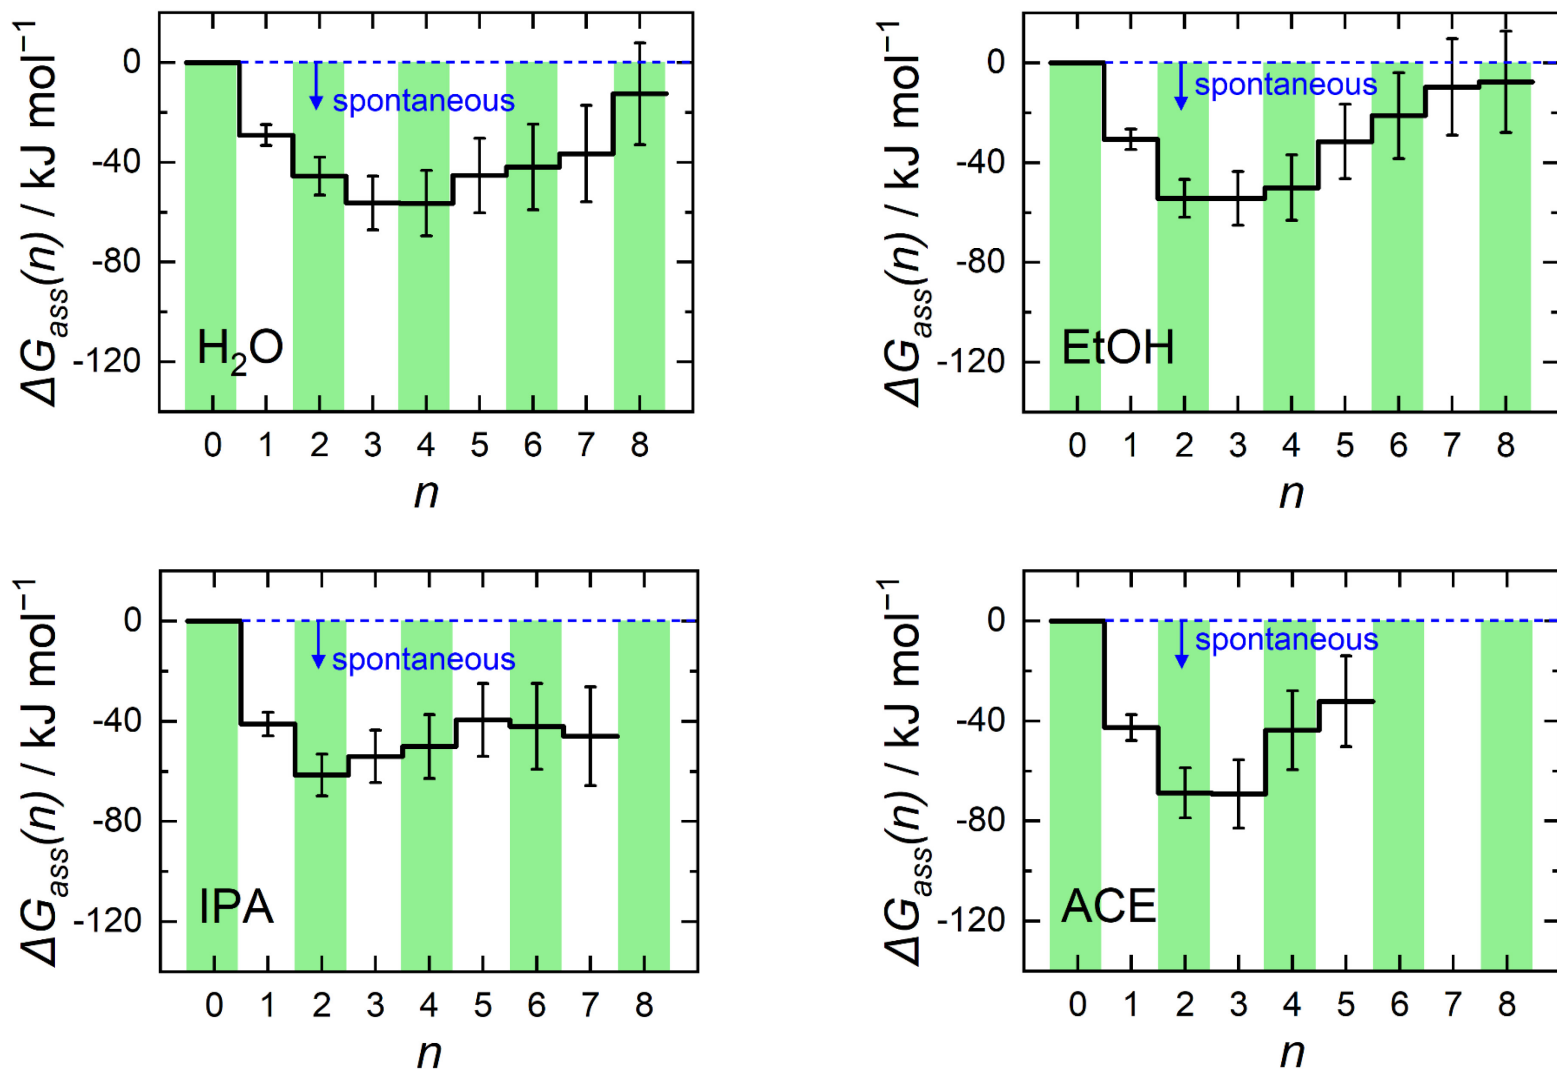 ΔG_ass(n) / kJ mol⁻¹
0
-40
-80
-120
spontaneous
H₂O
0 1 2 3 4 5 6 7 8
n
ΔG_ass(n) / kJ mol⁻¹
0
-40
-80
-120
spontaneous
EtOH
0 1 2 3 4 5 6 7 8
n
ΔG_ass(n) / kJ mol⁻¹
0
-40
-80
-120
spontaneous
IPA
0 1 2 3 4 5 6 7 8
n
ΔG_ass(n) / kJ mol⁻¹
0
-40
-80
-120
spontaneous
ACE
0 1 2 3 4 5 6 7 8
n